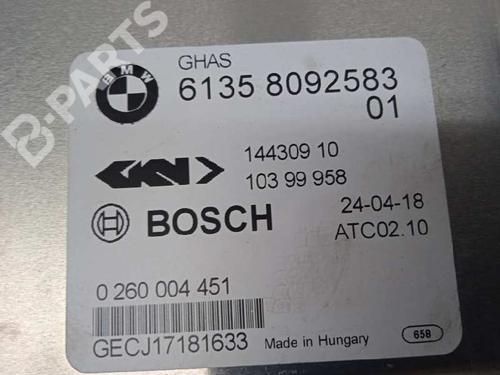 B-PARTS
BMW
GHAS
6135 8092583
01
GKN
144309 10
103 99 958
BOSCH
24-04-18
ATC02.10
0 260 004 451
GECJ17181633
Made in Hungary
658